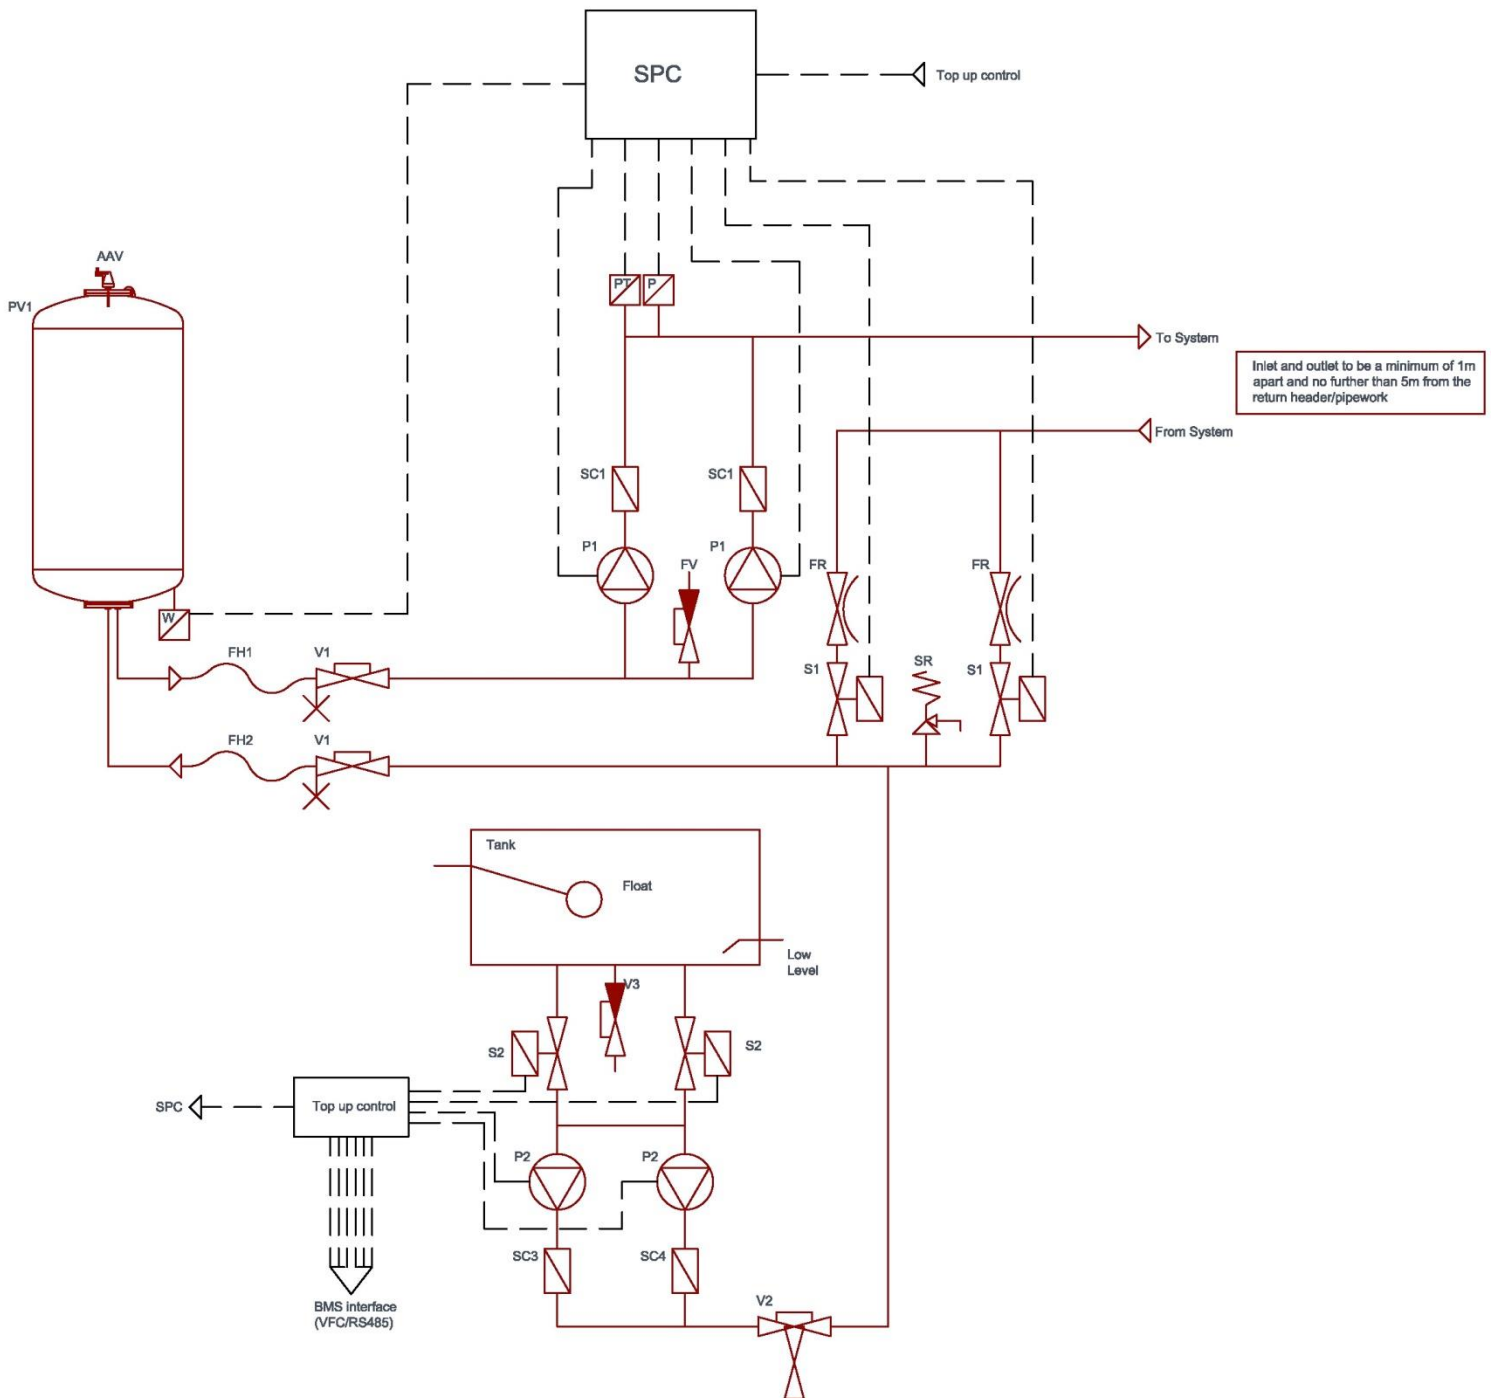 SPC
Top up control
AAV
PV1
PT
P
To System
Inlet and outlet to be a minimum of 1m
apart and no further than 5m from the
return header/pipework
From System
SC1
SC1
P1
P1
FV
FR
FR
W
FH1
V1
S1
SR
S1
FH2
V1
Tank
Float
Low
Level
V3
S2
S2
SPC
Top up control
P2
P2
SC3
SC4
BMS interface
(VFC/RS485)
V2